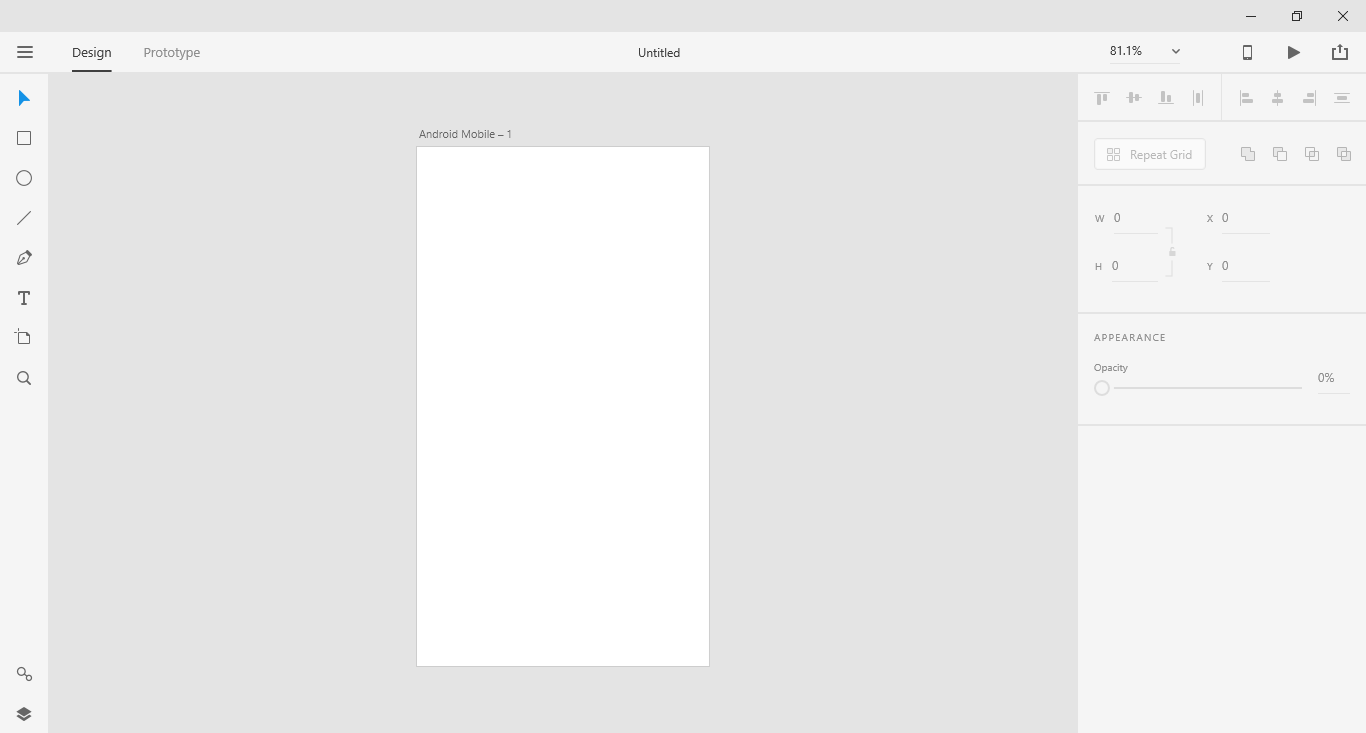 Design
Prototype
Untitled
81.1%
Android Mobile – 1
Repeat Grid
W 0
X 0
H 0
Y 0
APPEARANCE
Opacity
0%